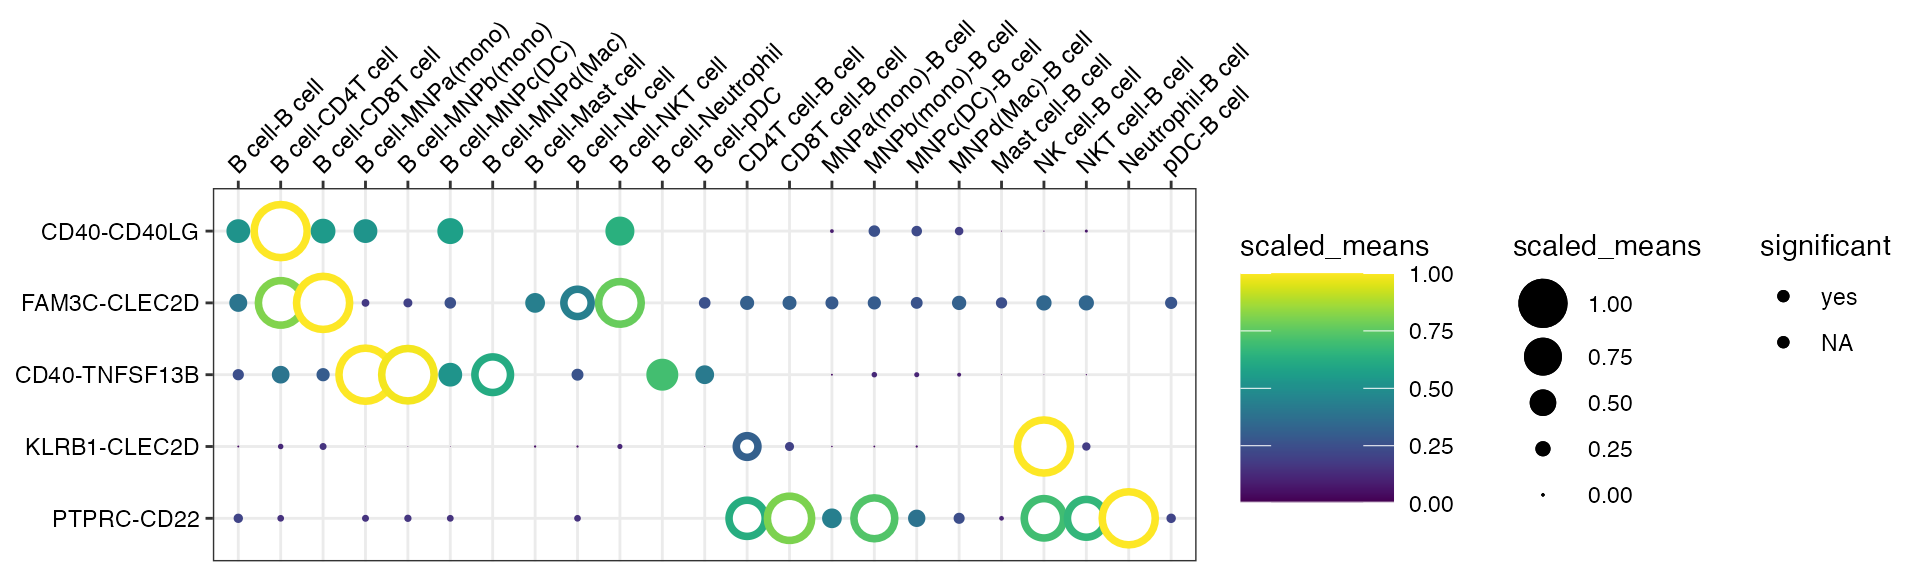 B cell-B cell
B cell-CD4T cell
B cell-CD8T cell
B cell-MNPa(mono)
B cell-MNPb(mono)
B cell-MNPc(DC)
B cell-MNPd(Mac)
B cell-Mast cell
B cell-NK cell
B cell-NKT cell
B cell-Neutrophil
B cell-pDC
CD4T cell-B cell
CD8T cell-B cell
MNPa(mono)-B cell
MNPb(mono)-B cell
MNPc(DC)-B cell
MNPd(Mac)-B cell
Mast cell-B cell
NK cell-B cell
NKT cell-B cell
Neutrophil-B cell
pDC-B cell
CD40-CD40LG
FAM3C-CLEC2D
CD40-TNFSF13B
KLRB1-CLEC2D
PTPRC-CD22
scaled_means
1.00
0.75
0.50
0.25
0.00
scaled_means
1.00
0.75
0.50
0.25
0.00
significant
yes
NA